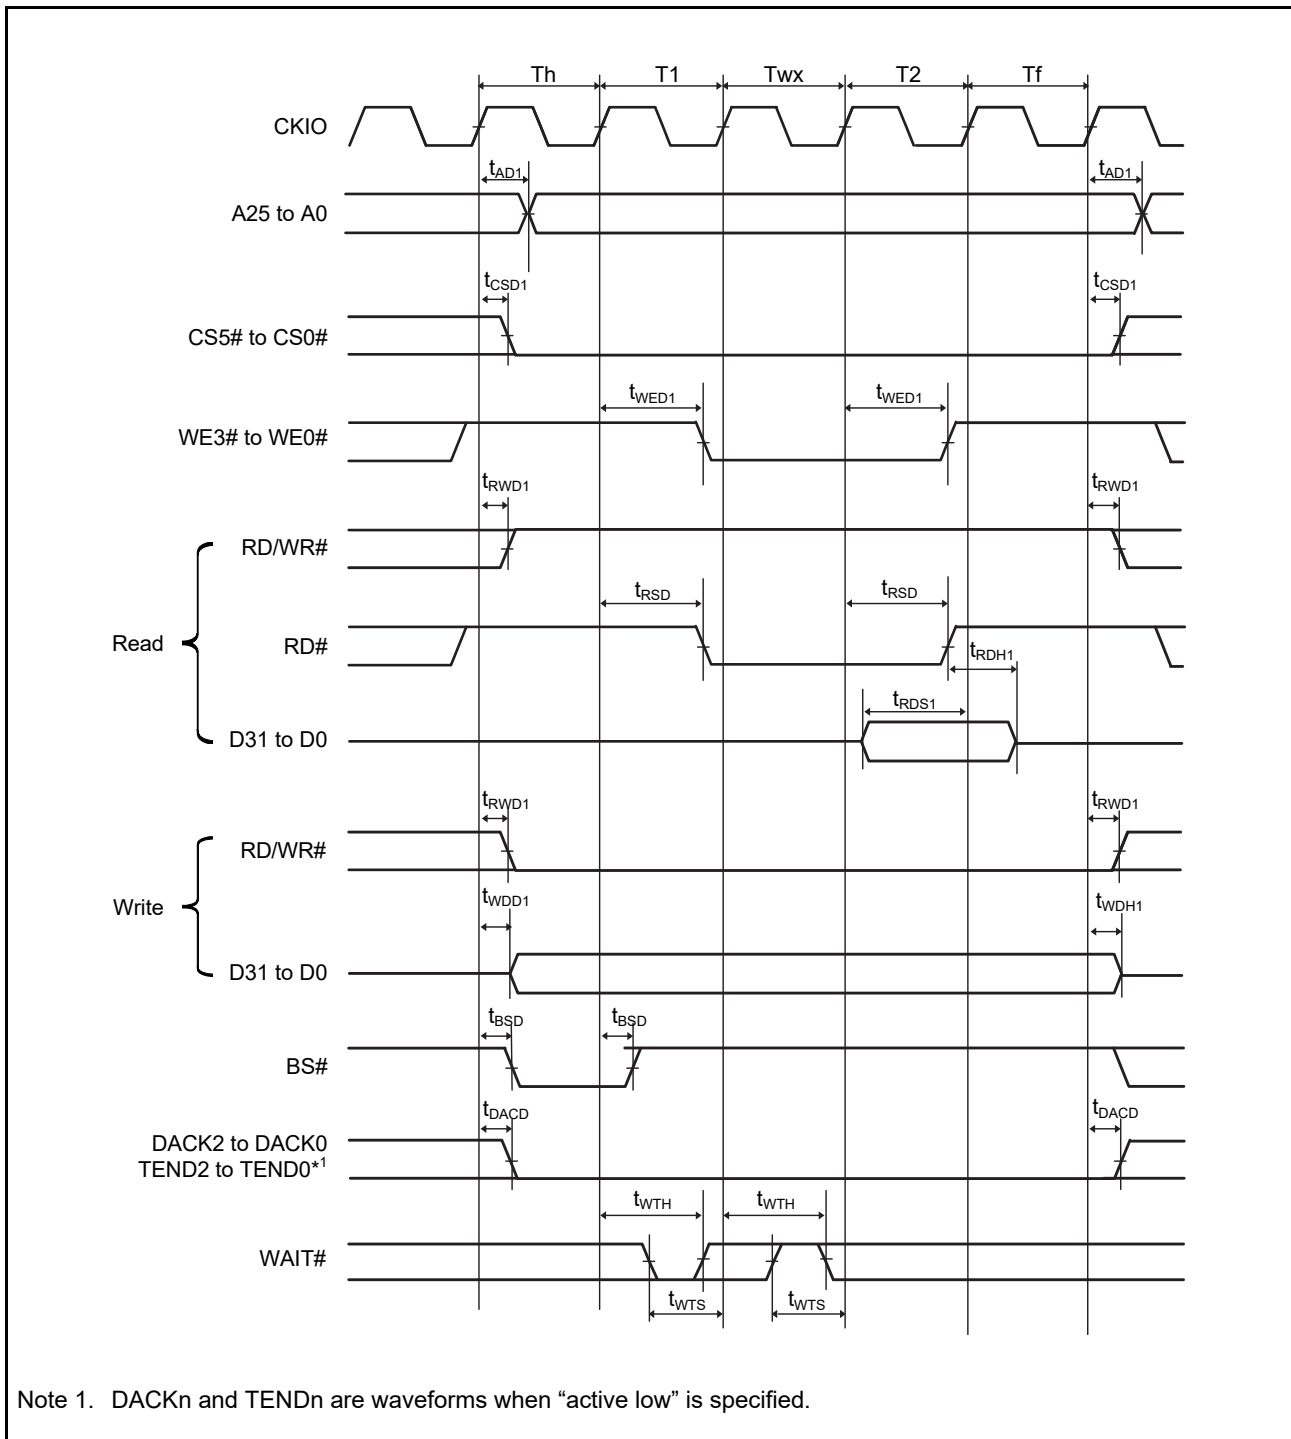 Th T1 Twx T2 Tf
CKIO
tAD1 tAD1
A25 to A0
tCSD1 tCSD1
CS5# to CS0#
tWED1 tWED1
WE3# to WE0#
tRWD1 tRWD1
RD/WR#
tRSD tRSD
Read RD#
tRDH1
tRDS1
D31 to D0
tRWD1 tRWD1
RD/WR#
Write
tWDD1 tWDH1
D31 to D0
tBSD tBSD
BS#
tDACD tDACD
DACK2 to DACK0
TEND2 to TEND0*1
tWTH tWTH
WAIT#
tWTS tWTS
Note 1. DACKn and TENDn are waveforms when “active low” is specified.